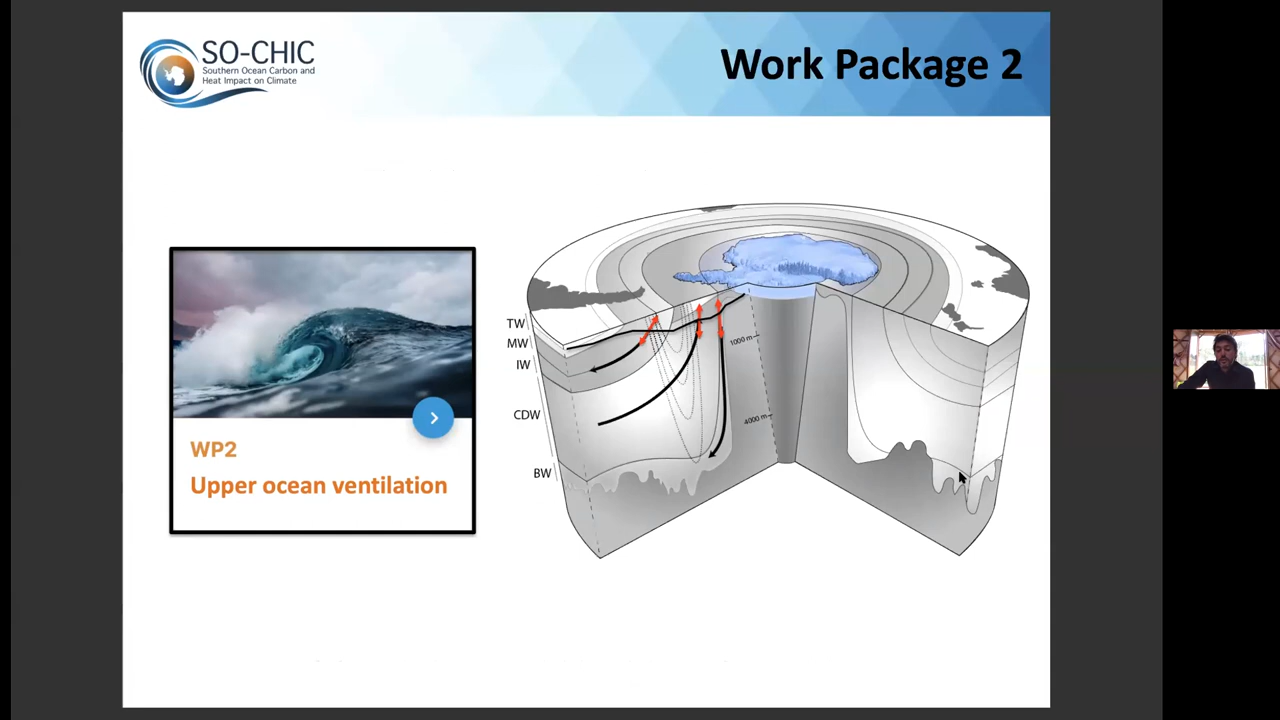 SO-CHIC
Southern Ocean Carbon and
Heat Impact on Climate
Work Package 2
TW
MW
IW
CDW
BW
1000 m
4000 m
WP2
Upper ocean ventilation